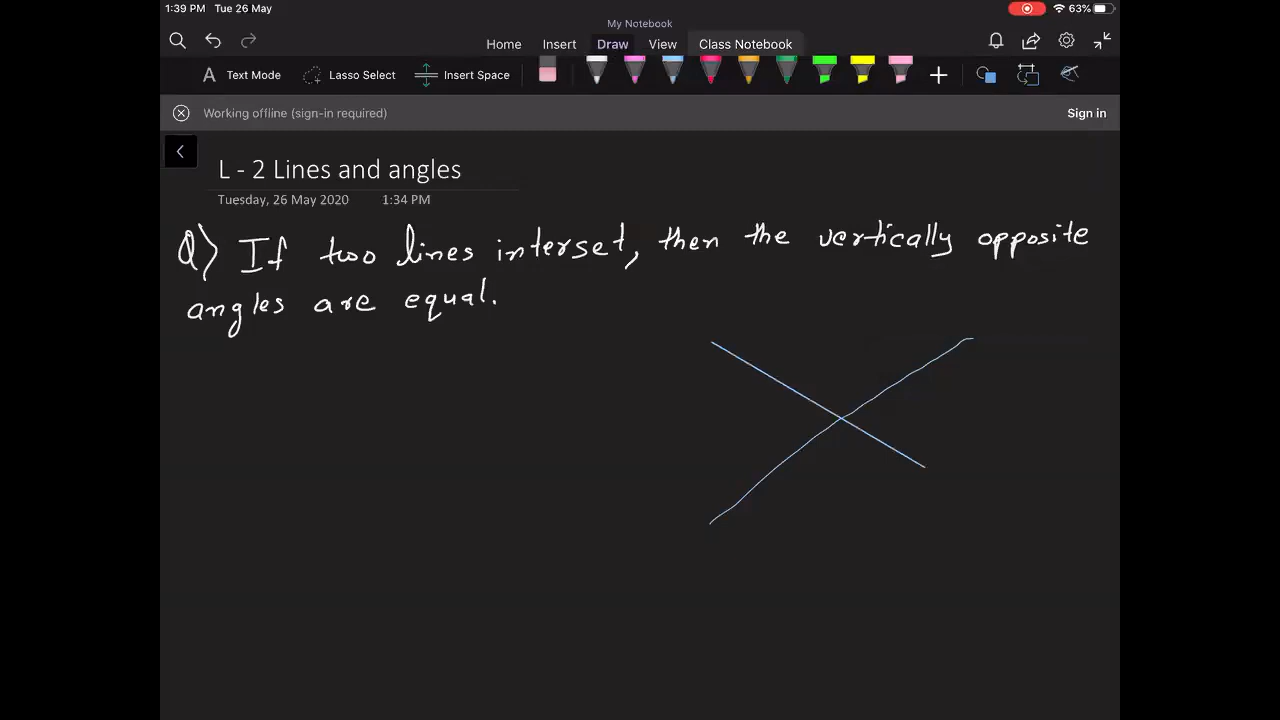 1:39 PM Tue 26 May
63%
My Notebook
Home Insert Draw View Class Notebook
A Text Mode Lasso Select Insert Space
Working offline (sign-in required) Sign in
L - 2 Lines and angles
Tuesday, 26 May 2020 1:34 PM
Q) If two lines interset, then the vertically opposite
angles are equal.